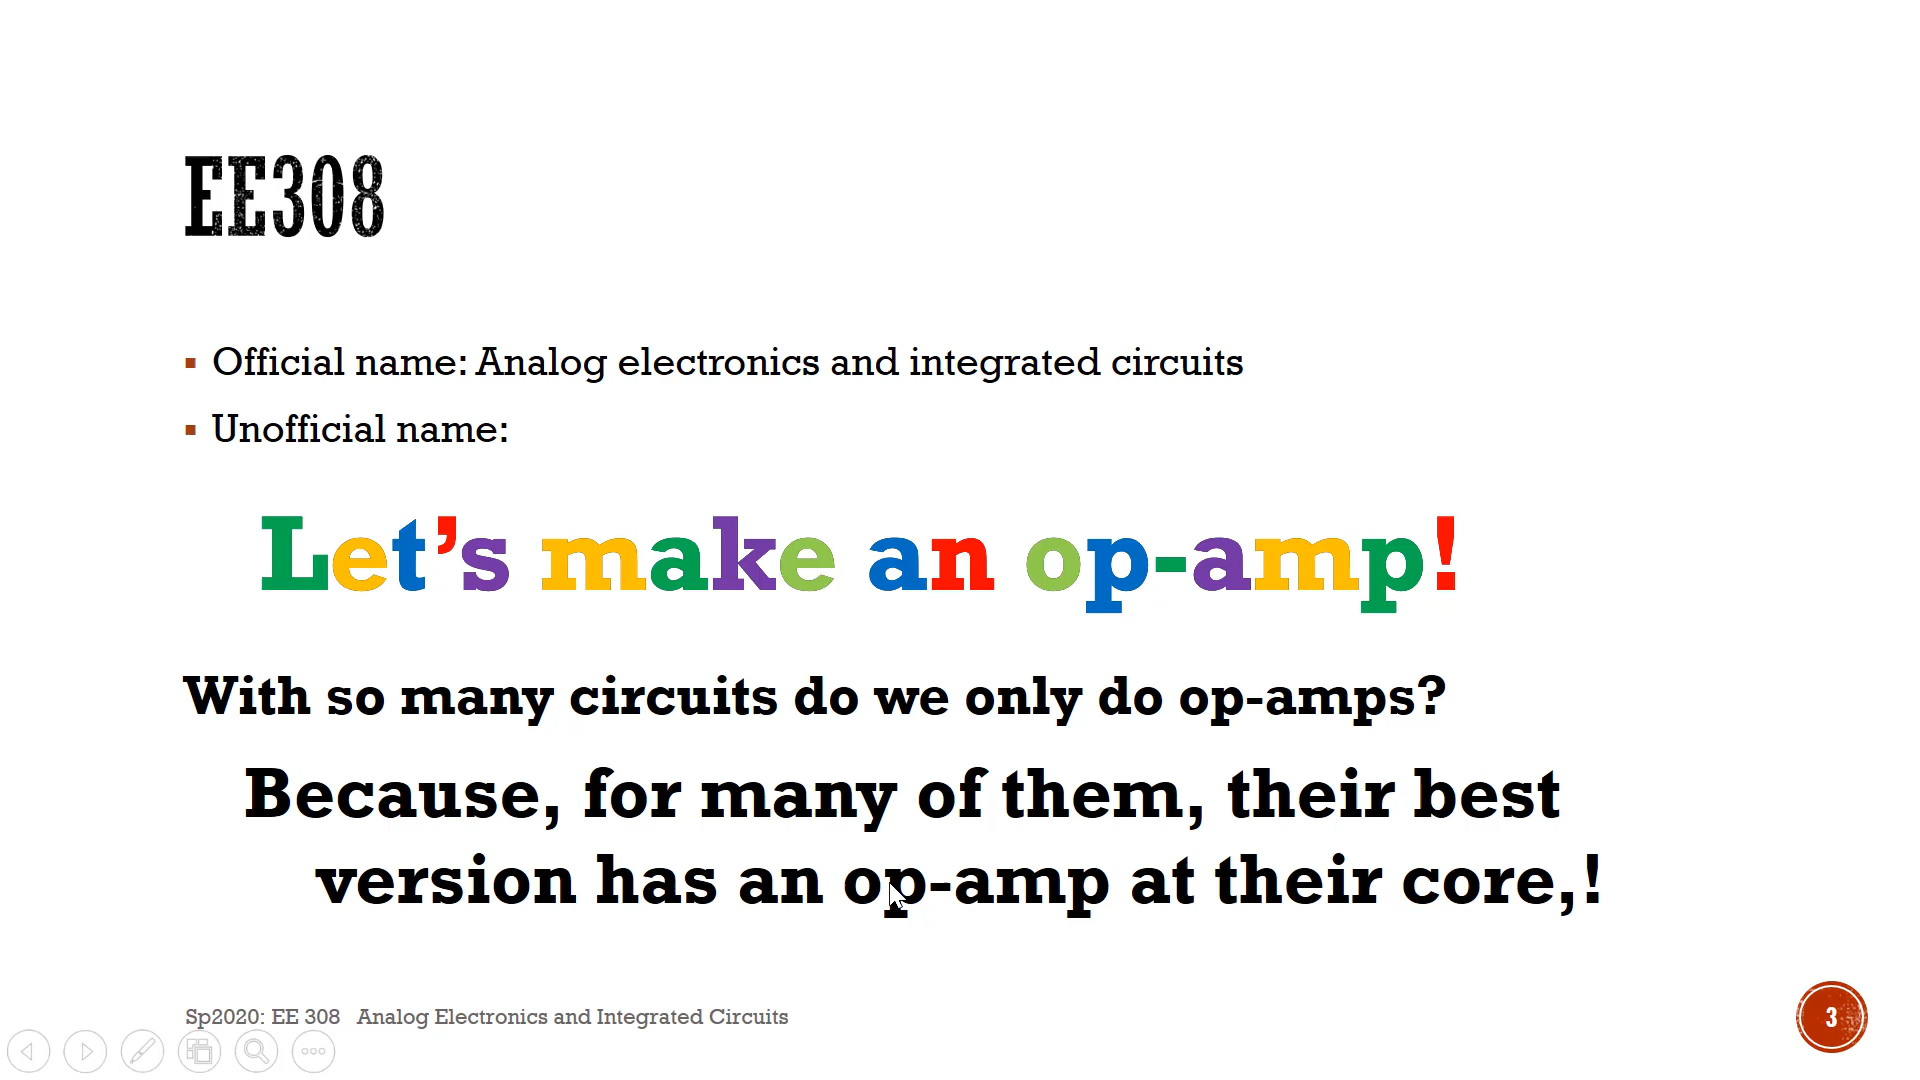 EE308
▪ Official name: Analog electronics and integrated circuits
▪ Unofficial name:
Let’s make an op-amp!
With so many circuits do we only do op-amps?
Because, for many of them, their best
version has an op-amp at their core,!
Sp2020: EE 308 Analog Electronics and Integrated Circuits
3